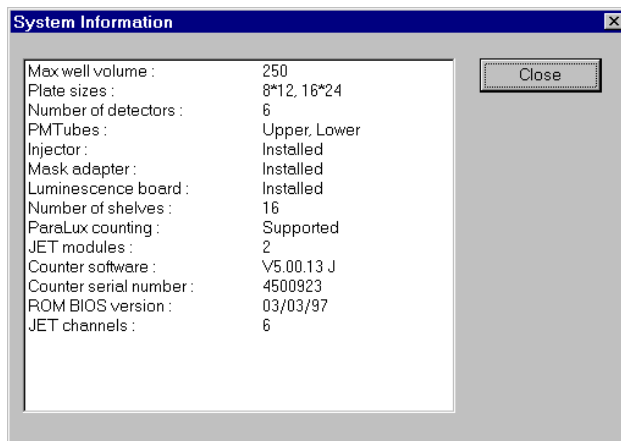 System Information
Close
Max well volume : 250
Plate sizes : 8*12, 16*24
Number of detectors : 6
PMTubes : Upper, Lower
Injector : Installed
Mask adapter : Installed
Luminescence board : Installed
Number of shelves : 16
ParaLux counting : Supported
JET modules : 2
Counter software : V5.00.13 J
Counter serial number : 4500923
ROM BIOS version : 03/03/97
JET channels : 6